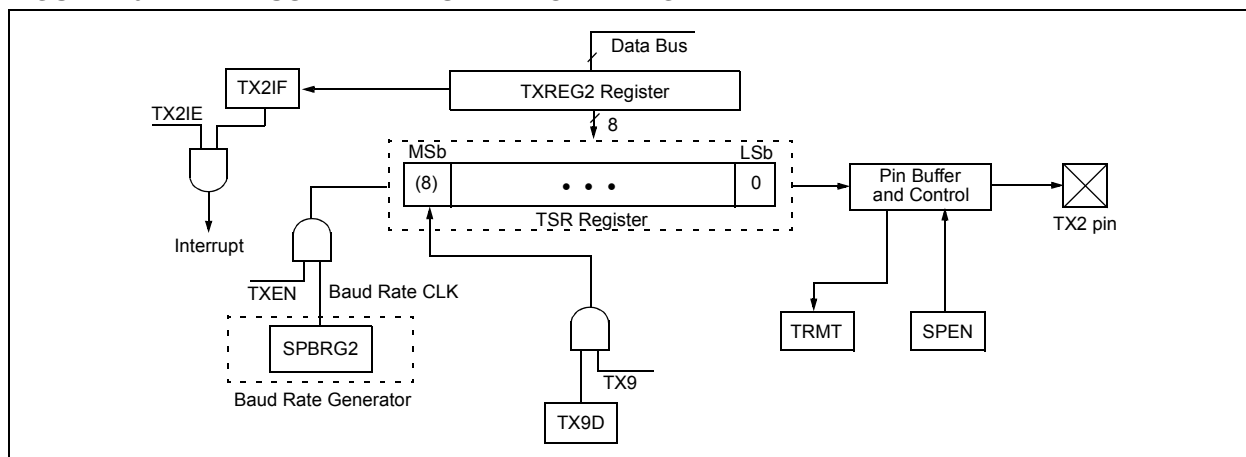 Data Bus
TX2IF
TXREG2 Register
TX2IE
8
MSb
LSb
(8)
• • •
0
Pin Buffer
and Control
TSR Register
TX2 pin
Interrupt
TXEN
Baud Rate CLK
TRMT
SPEN
SPBRG2
TX9
Baud Rate Generator
TX9D